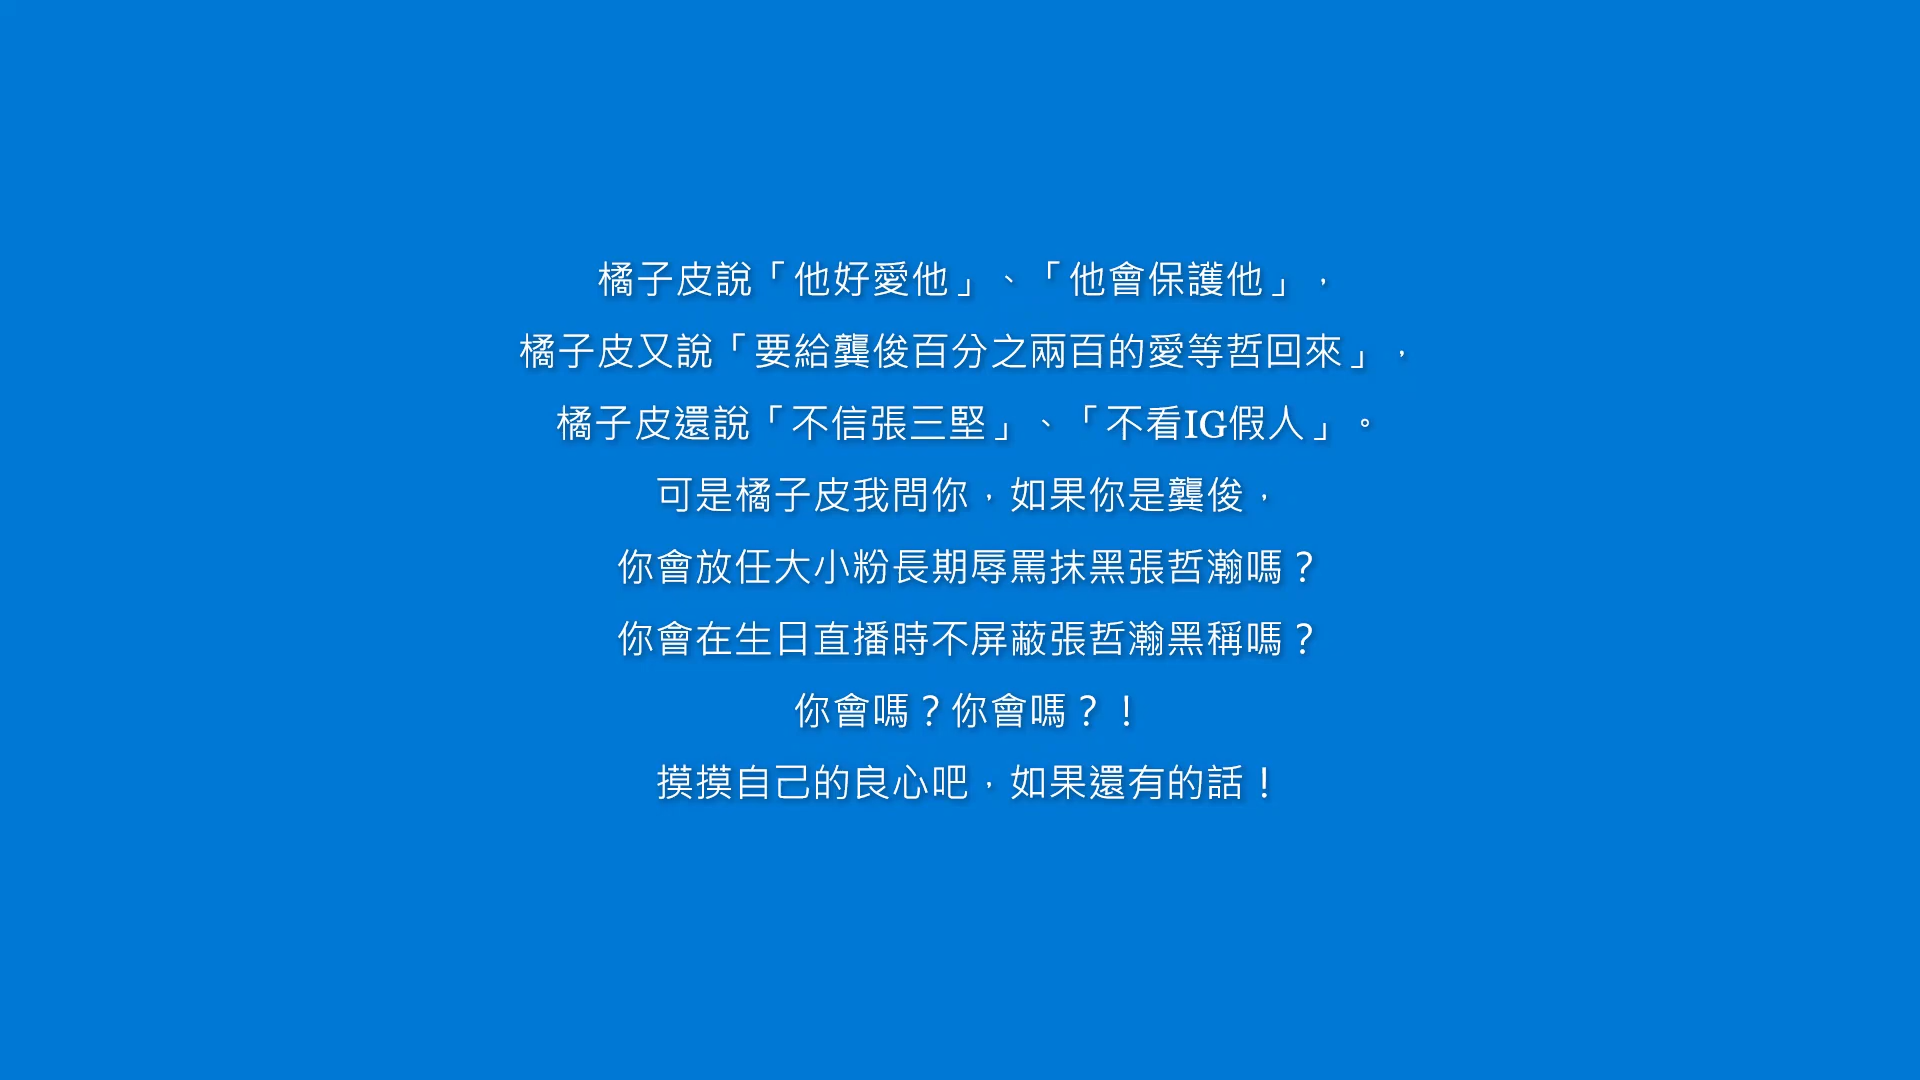 橘子皮說「他好愛他」、「他會保護他」，
橘子皮又說「要給龔俊百分之兩百的愛等哲回來」，
橘子皮還說「不信張三堅」、「不看IG假人」。
可是橘子皮我問你，如果你是龔俊，
你會放任大小粉長期辱罵抹黑張哲瀚嗎？
你會在生日直播時不屏蔽張哲瀚黑稱嗎？
你會嗎？你會嗎？！
摸摸自己的良心吧，如果還有的話！